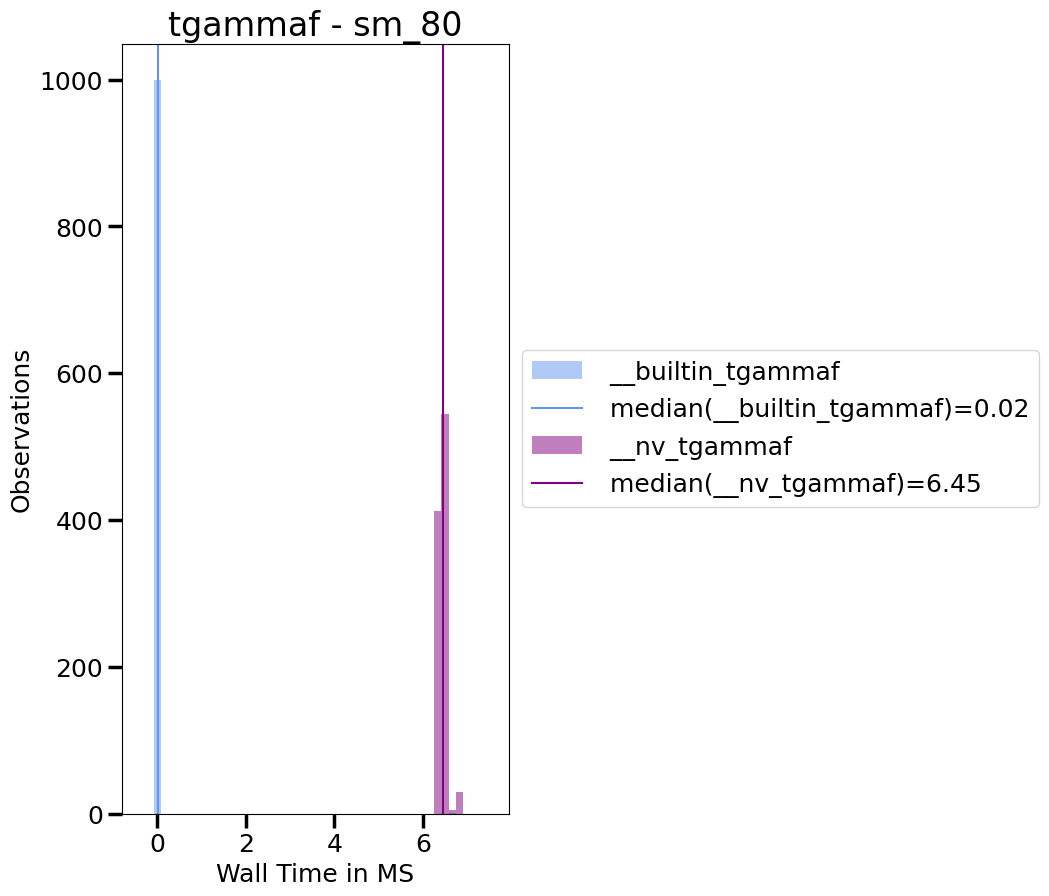 tgammaf - sm_80
1000
800
600
400
200
0
Observations
0 2 4 6
Wall Time in MS
__builtin_tgammaf
median(__builtin_tgammaf)=0.02
__nv_tgammaf
median(__nv_tgammaf)=6.45